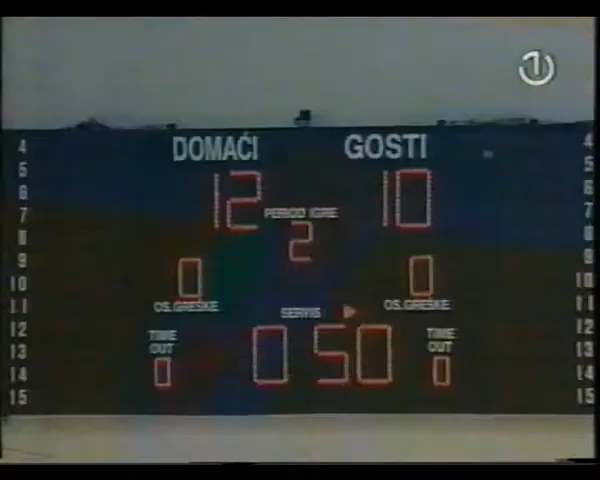 1
DOMAĆI GOSTI
12 10
PERIOD IGRE
2
0 0
OS.GREŠKE OS.GREŠKE
SERVIS
TIME OUT TIME OUT
0 0 50 0
4 4
5 5
6 6
7 7
8 8
9 9
10 10
11 11
12 12
13 13
14 14
15 15